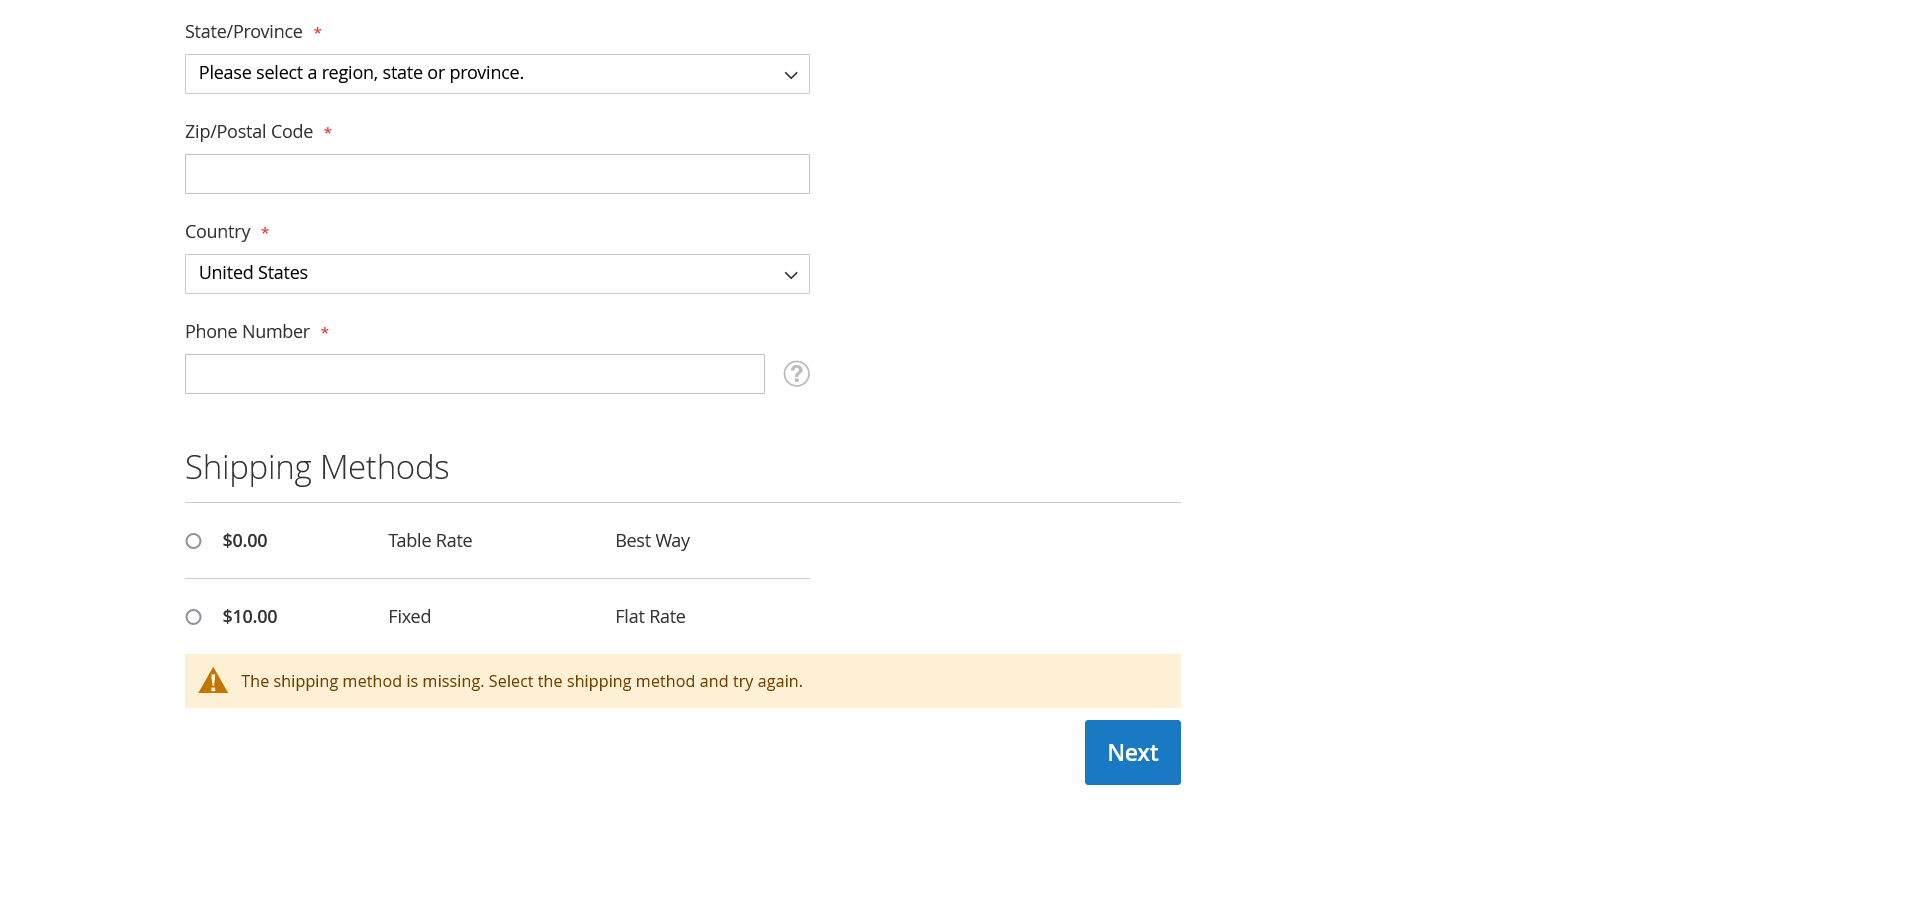 State/Province *
Please select a region, state or province.
Zip/Postal Code *
Country *
United States
Phone Number *
?
Shipping Methods
$0.00 Table Rate Best Way
$10.00 Fixed Flat Rate
The shipping method is missing. Select the shipping method and try again.
Next